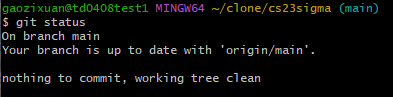 gaozixuan@td0408test1 MINGW64 ~/clone/cs23sigma (main)
$ git status
On branch main
Your branch is up to date with 'origin/main'.

nothing to commit, working tree clean